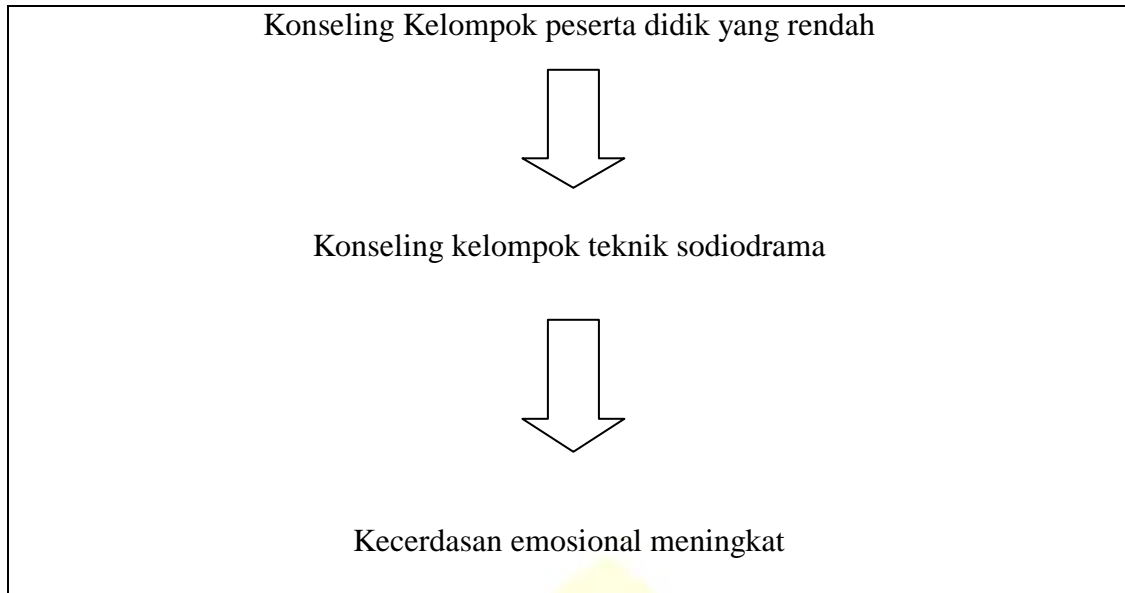 Konseling Kelompok peserta didik yang rendah
Konseling kelompok teknik sodiodrama
Kecerdasan emosional meningkat